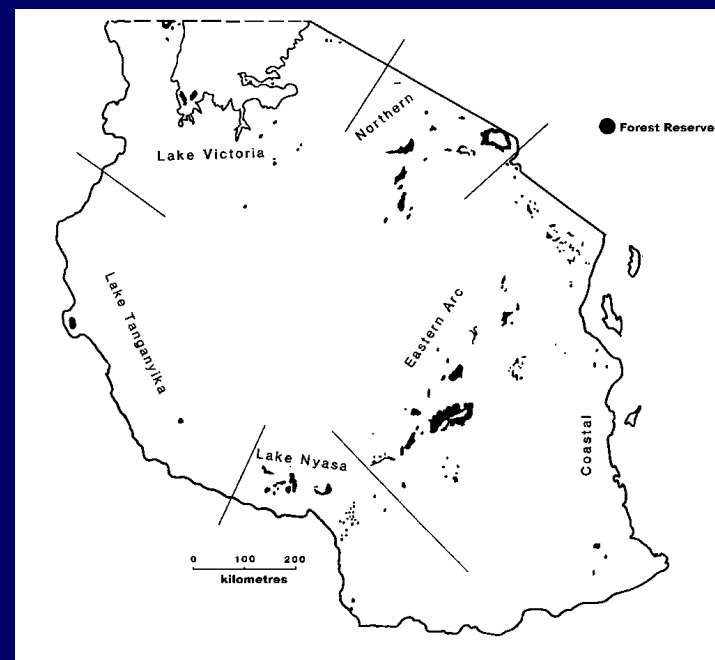 Northern
Forest Reserve
Lake Victoria
Lake Tanganyika
Eastern Arc
Coastal
Lake Nyasa
0 100 200
kilometres